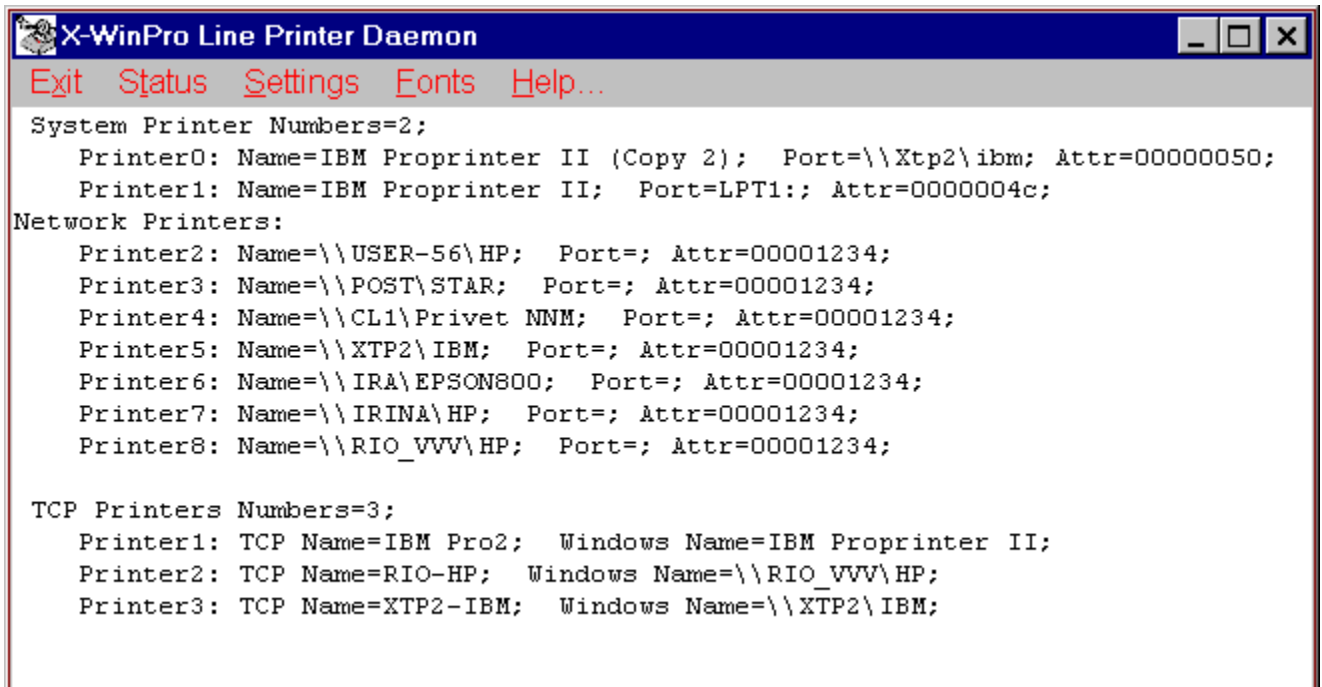 X-WinPro Line Printer Daemon
Exit Status Settings Fonts Help...
System Printer Numbers=2;
Printer0: Name=IBM Proprinter II (Copy 2); Port=\\Xtp2\ibm; Attr=00000050;
Printer1: Name=IBM Proprinter II; Port=LPT1:; Attr=0000004c;
Network Printers:
Printer2: Name=\\USER-56\HP; Port=; Attr=00001234;
Printer3: Name=\\POST\STAR; Port=; Attr=00001234;
Printer4: Name=\\CL1\Privet NNM; Port=; Attr=00001234;
Printer5: Name=\\XTP2\IBM; Port=; Attr=00001234;
Printer6: Name=\\IRA\EPSON800; Port=; Attr=00001234;
Printer7: Name=\\IRINA\HP; Port=; Attr=00001234;
Printer8: Name=\\RIO_VVV\HP; Port=; Attr=00001234;
TCP Printers Numbers=3;
Printer1: TCP Name=IBM Pro2; Windows Name=IBM Proprinter II;
Printer2: TCP Name=RIO-HP; Windows Name=\\RIO_VVV\HP;
Printer3: TCP Name=XTP2-IBM; Windows Name=\\XTP2\IBM;